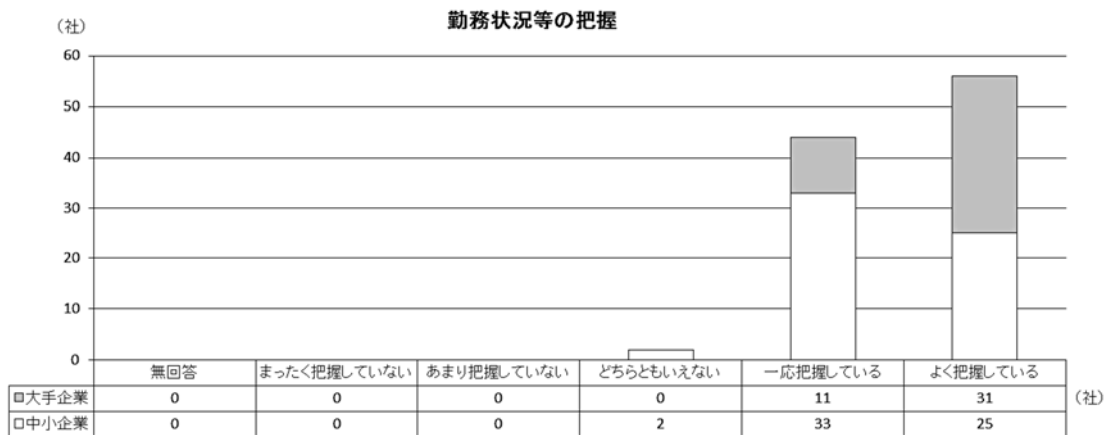 勤務状況等の把握
（社）
60
50
40
30
20
10
0
無回答 まったく把握していない あまり把握していない どちらともいえない 一応把握している よく把握している
大手企業 0 0 0 0 11 31 （社）
中小企業 0 0 0 2 33 25